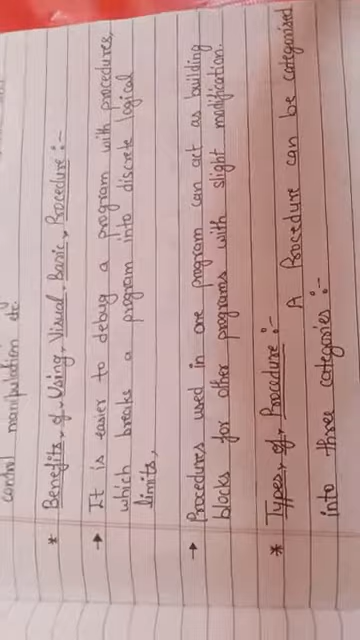 control manipulation etc.
* Benefits of Using Visual Basic Procedure :-
→ It is easier to debug a program with procedures,
which breaks a program into discrete logical
limits.
→ Procedures used in one program can act as building
blocks for other programs with slight modification.
* Types of Procedure :-
A Procedure can be categorised
into three categories :-